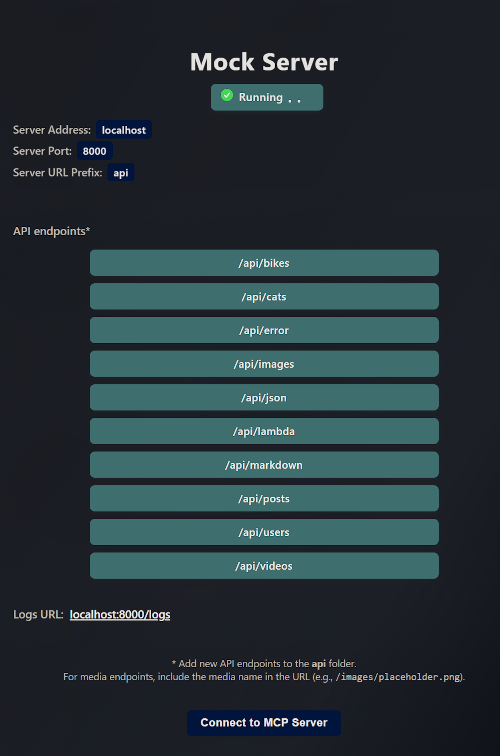 Mock Server
Running . .
Server Address: localhost
Server Port: 8000
Server URL Prefix: api
API endpoints*
/api/bikes
/api/cats
/api/error
/api/images
/api/json
/api/lambda
/api/markdown
/api/posts
/api/users
/api/videos
Logs URL: localhost:8000/logs
* Add new API endpoints to the api folder.
For media endpoints, include the media name in the URL (e.g., /images/placeholder.png).
Connect to MCP Server